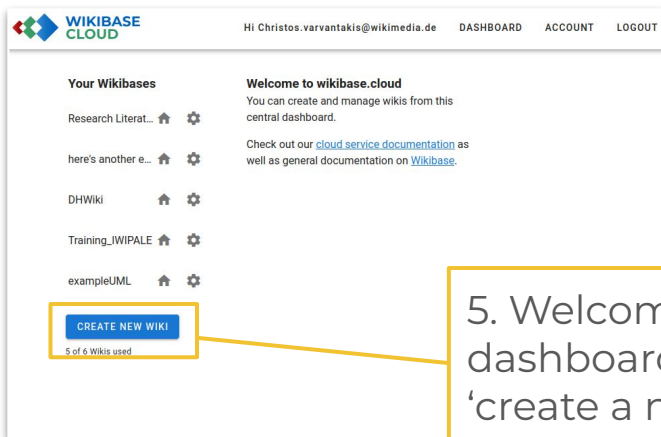 WIKIBASE
CLOUD
Hi Christos.varvantakis@wikimedia.de DASHBOARD ACCOUNT LOGOUT
Your Wikibases
Research Literat...
here's another e...
DHWiki
Training_IWIPALE
exampleUML
CREATE NEW WIKI
5 of 6 Wikis used
Welcome to wikibase.cloud
You can create and manage wikis from this
central dashboard.
Check out our cloud service documentation as
well as general documentation on Wikibase.
5. Welcom
dashboar
‘create a